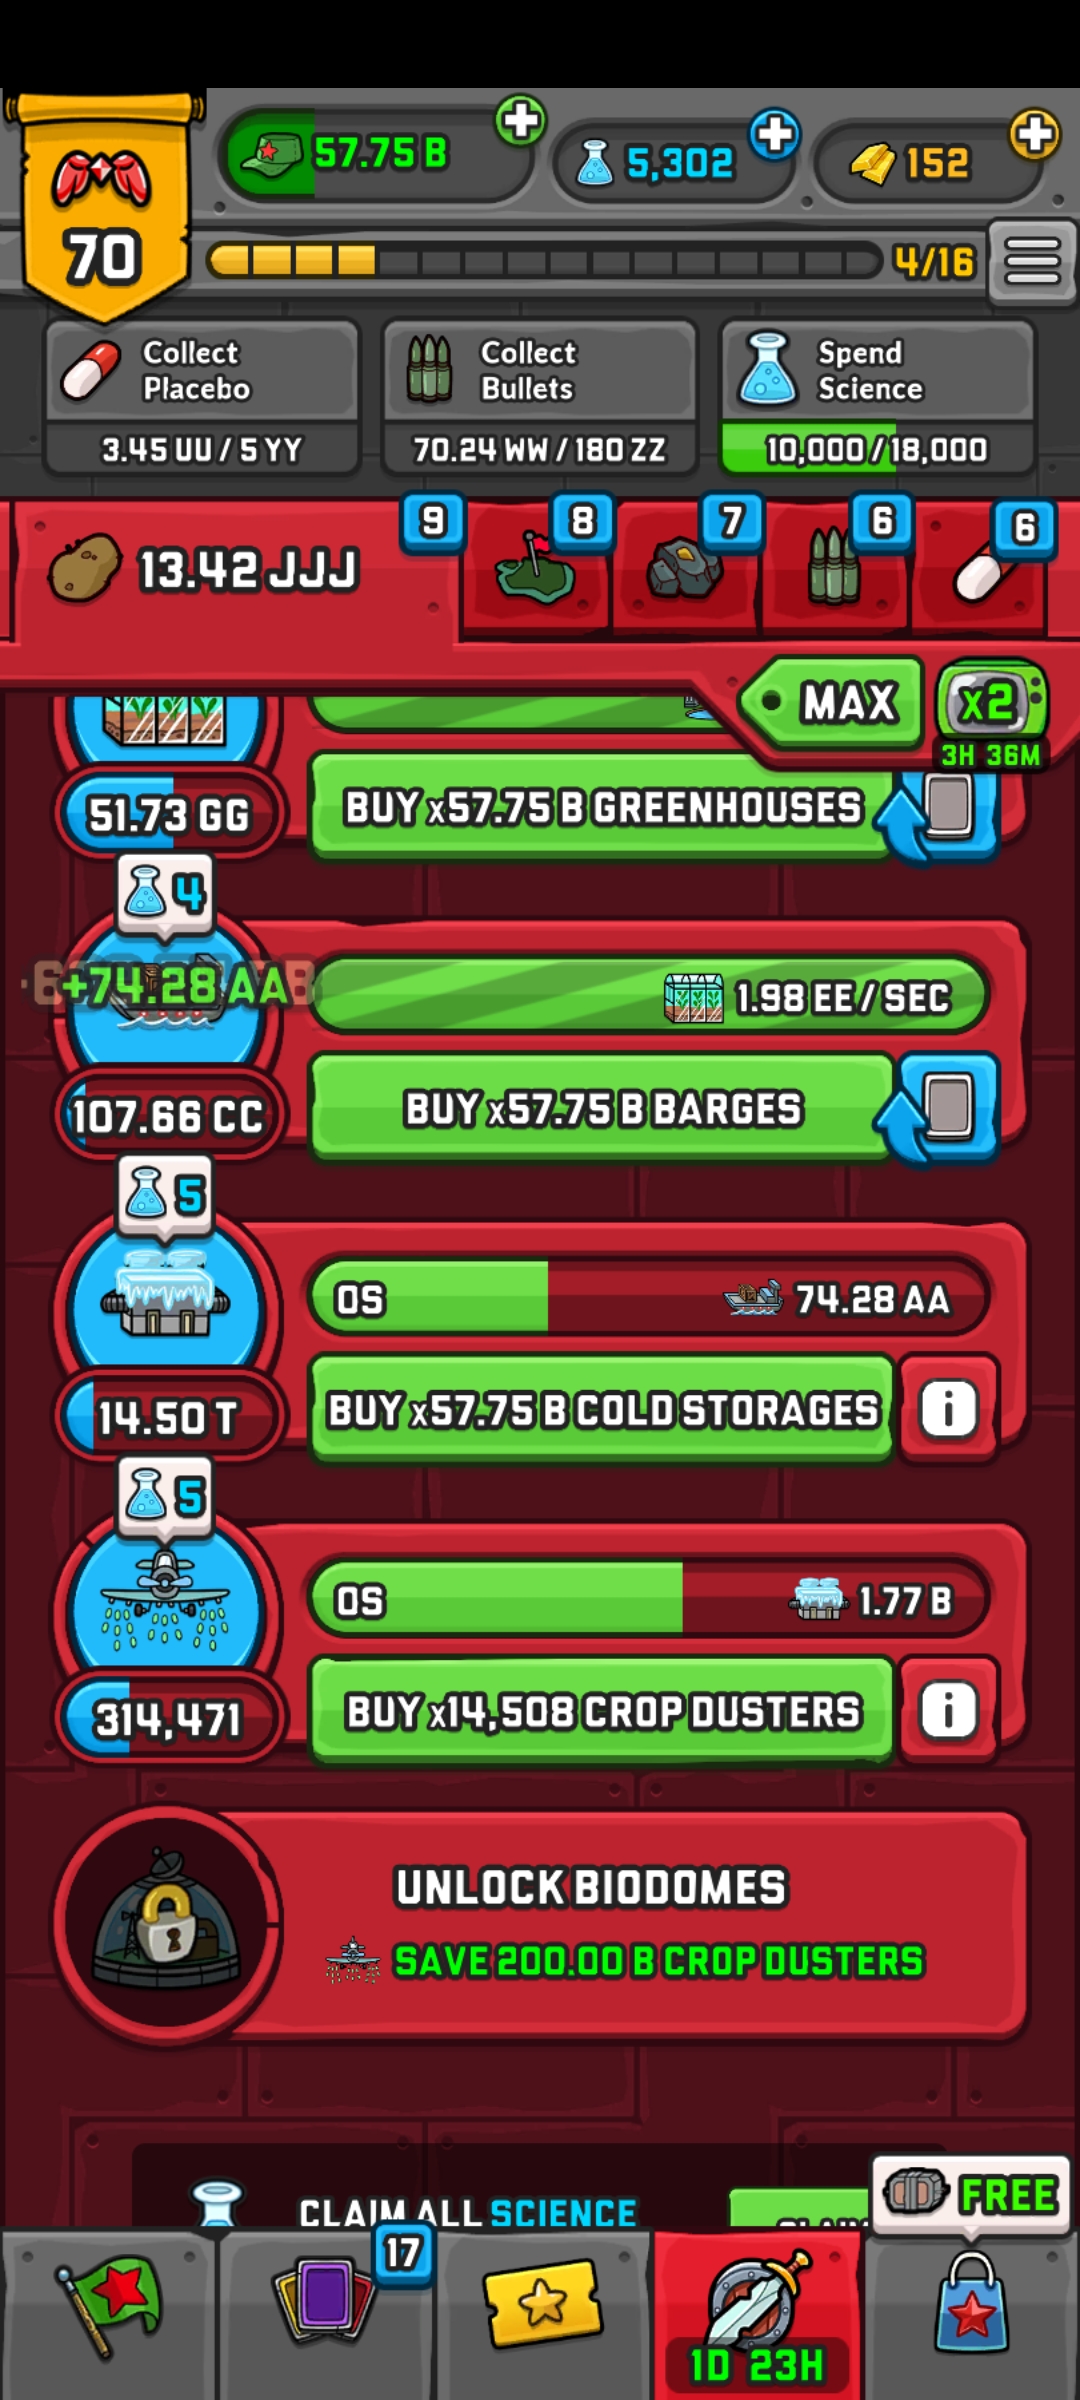 57.75 B
5,302
152
70
4/16
Collect
Placebo
3.45 UU / 5 YY
Collect
Bullets
70.24 WW / 180 ZZ
Spend
Science
10,000 / 18,000
13.42 JJJ
9
8
7
6
6
MAX
x2
3H 36M
51.73 GG
BUY x57.75 B GREENHOUSES
4
+74.28 AA
1.98 EE / SEC
107.66 CC
BUY x57.75 B BARGES
5
0S
74.28 AA
14.50 T
BUY x57.75 B COLD STORAGES
i
5
0S
1.77 B
314,471
BUY x14,508 CROP DUSTERS
i
UNLOCK BIODOMES
SAVE 200.00 B CROP DUSTERS
CLAIM ALL SCIENCE
FREE
17
1D 23H